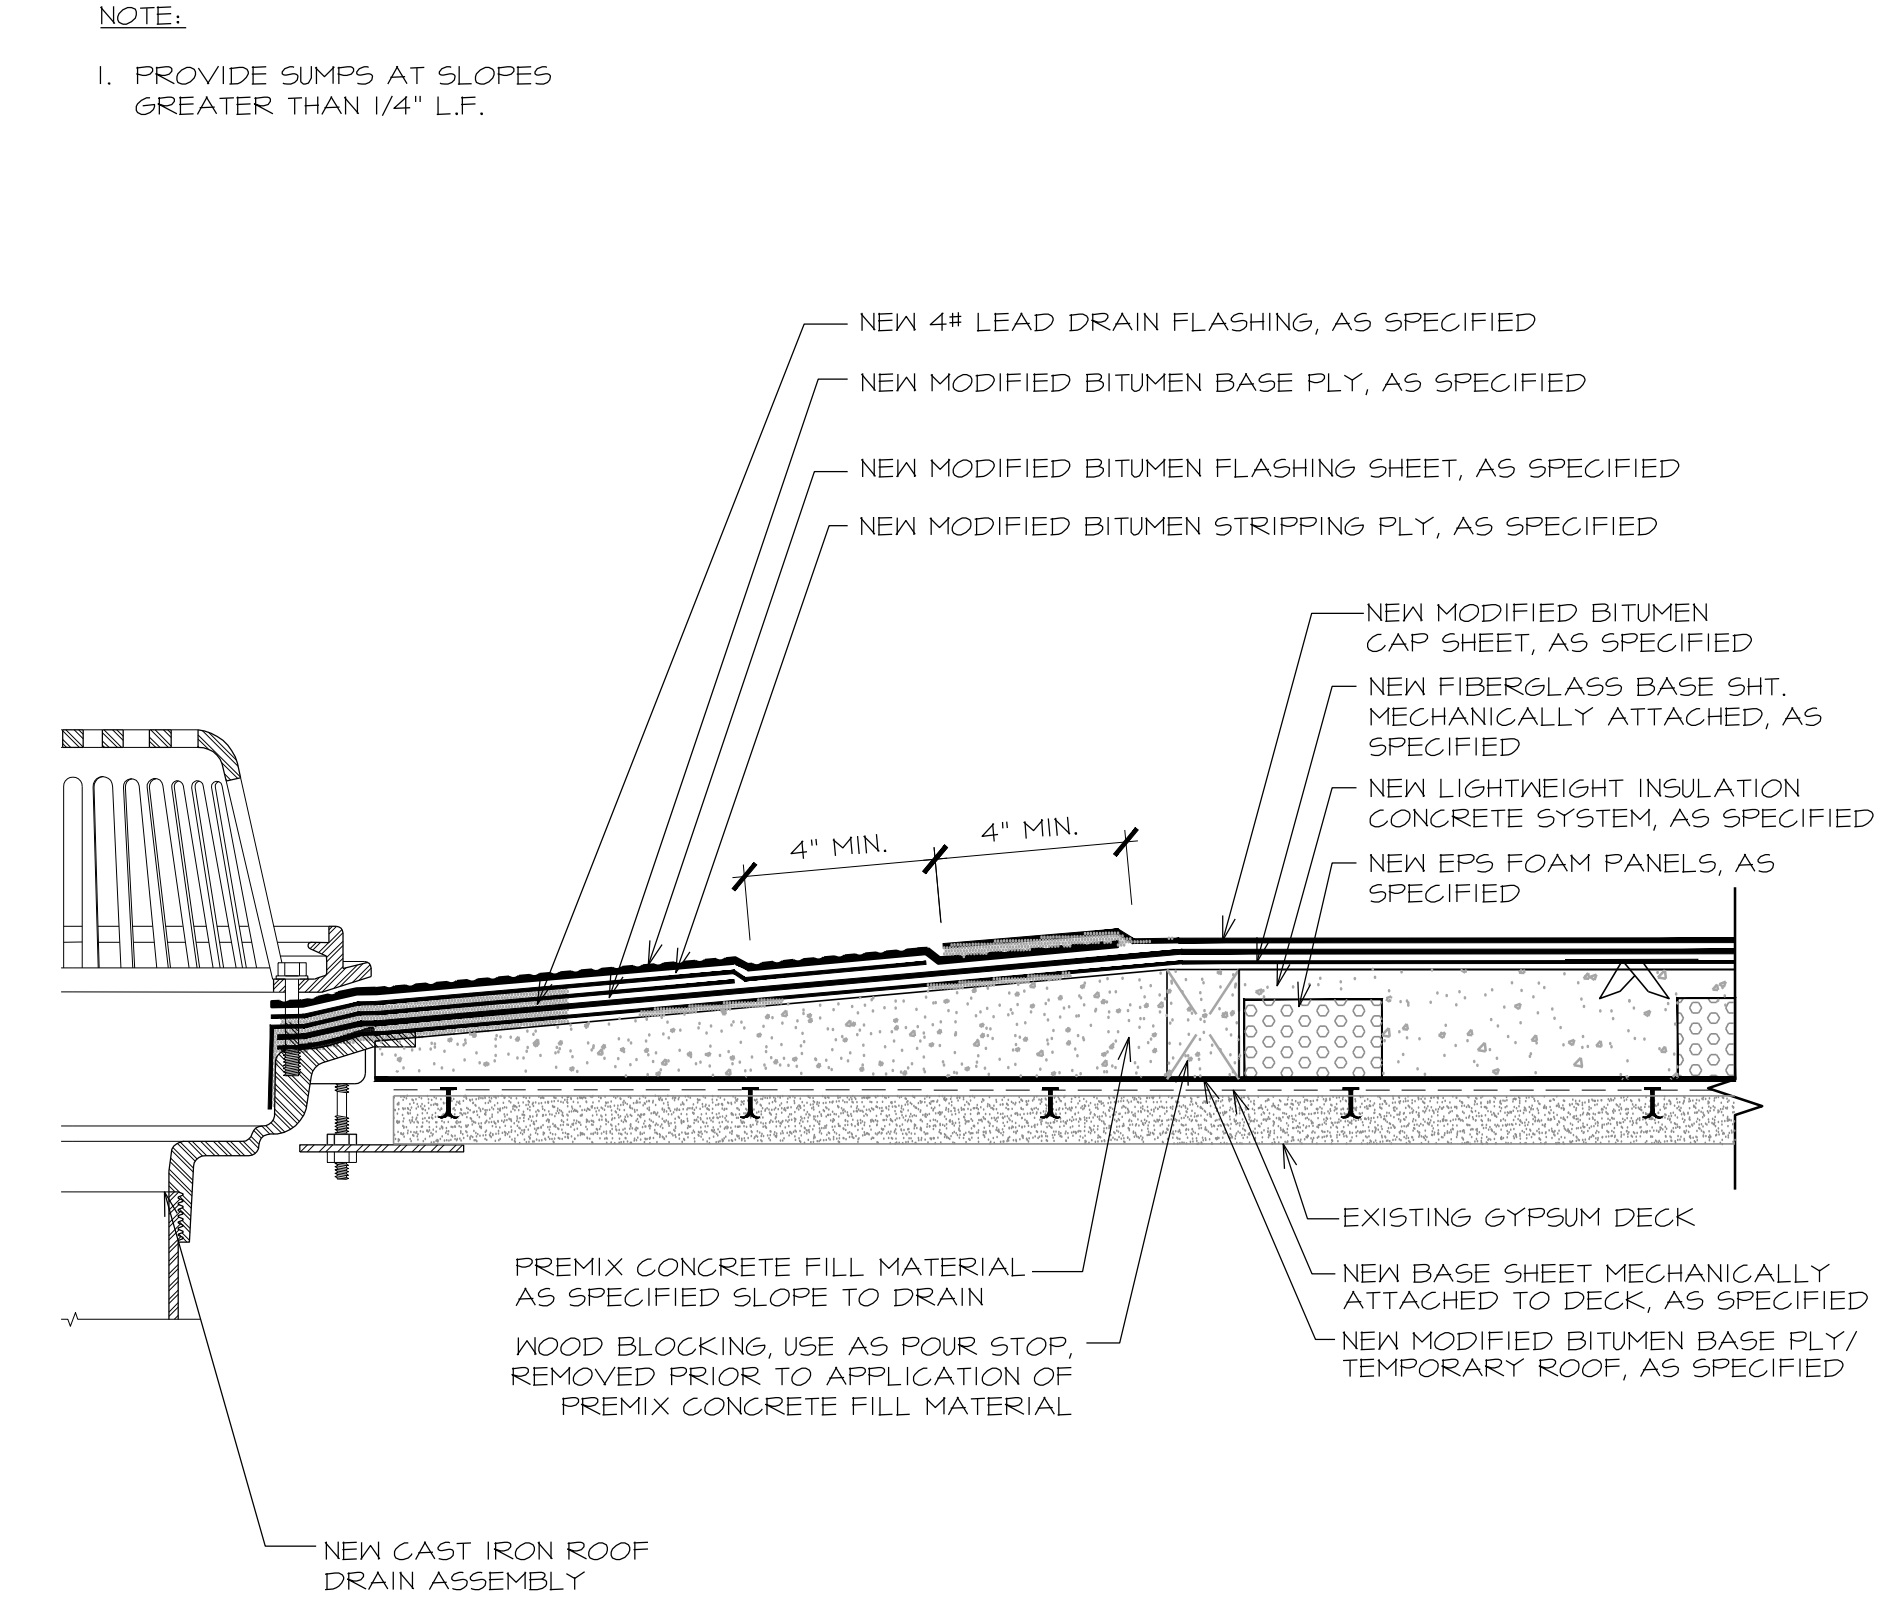 NOTE:
1. PROVIDE SUMPS AT SLOPES
GREATER THAN 1/4" L.F.
NEW 4# LEAD DRAIN FLASHING, AS SPECIFIED
NEW MODIFIED BITUMEN BASE PLY, AS SPECIFIED
NEW MODIFIED BITUMEN FLASHING SHEET, AS SPECIFIED
NEW MODIFIED BITUMEN STRIPPING PLY, AS SPECIFIED
NEW MODIFIED BITUMEN
CAP SHEET, AS SPECIFIED
NEW FIBERGLASS BASE SHT.
MECHANICALLY ATTACHED, AS
SPECIFIED
NEW LIGHTWEIGHT INSULATION
CONCRETE SYSTEM, AS SPECIFIED
NEW EPS FOAM PANELS, AS
SPECIFIED
4" MIN.
4" MIN.
EXISTING GYPSUM DECK
NEW BASE SHEET MECHANICALLY
ATTACHED TO DECK, AS SPECIFIED
NEW MODIFIED BITUMEN BASE PLY/
TEMPORARY ROOF, AS SPECIFIED
PREMIX CONCRETE FILL MATERIAL
AS SPECIFIED SLOPE TO DRAIN
WOOD BLOCKING, USE AS POUR STOP,
REMOVED PRIOR TO APPLICATION OF
PREMIX CONCRETE FILL MATERIAL
NEW CAST IRON ROOF
DRAIN ASSEMBLY